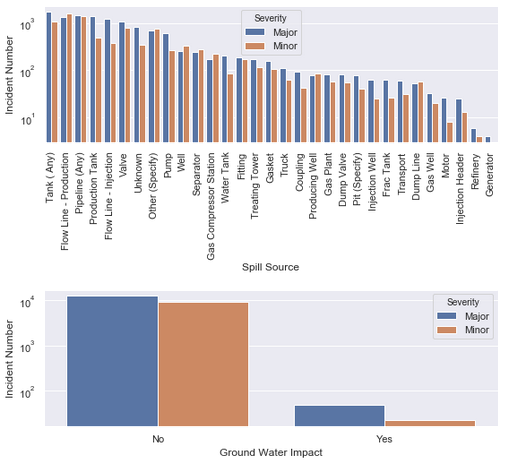 Incident Number
10³
10²
10¹
Severity
Major
Minor
Tank ( Any)
Flow Line - Production
Pipeline (Any)
Production Tank
Flow Line - Injection
Valve
Unknown
Other (Specify)
Pump
Well
Separator
Gas Compressor Station
Water Tank
Fitting
Treating Tower
Gasket
Truck
Coupling
Producing Well
Gas Plant
Dump Valve
Pit (Specify)
Injection Well
Frac Tank
Transport
Dump Line
Gas Well
Motor
Injection Header
Refinery
Generator
Spill Source
Incident Number
10⁴
10³
10²
Severity
Major
Minor
No
Yes
Ground Water Impact